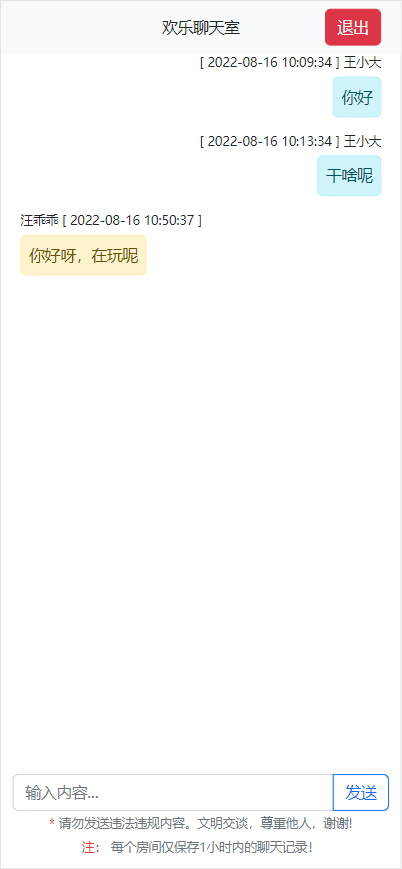 欢乐聊天室
退出
[ 2022-08-16 10:09:34 ] 王小大
你好
[ 2022-08-16 10:13:34 ] 王小大
干啥呢
汪乖乖 [ 2022-08-16 10:50:37 ]
你好呀，在玩呢
输入内容...
发送
* 请勿发送违法违规内容。文明交谈，尊重他人，谢谢!
注： 每个房间仅保存1小时内的聊天记录！